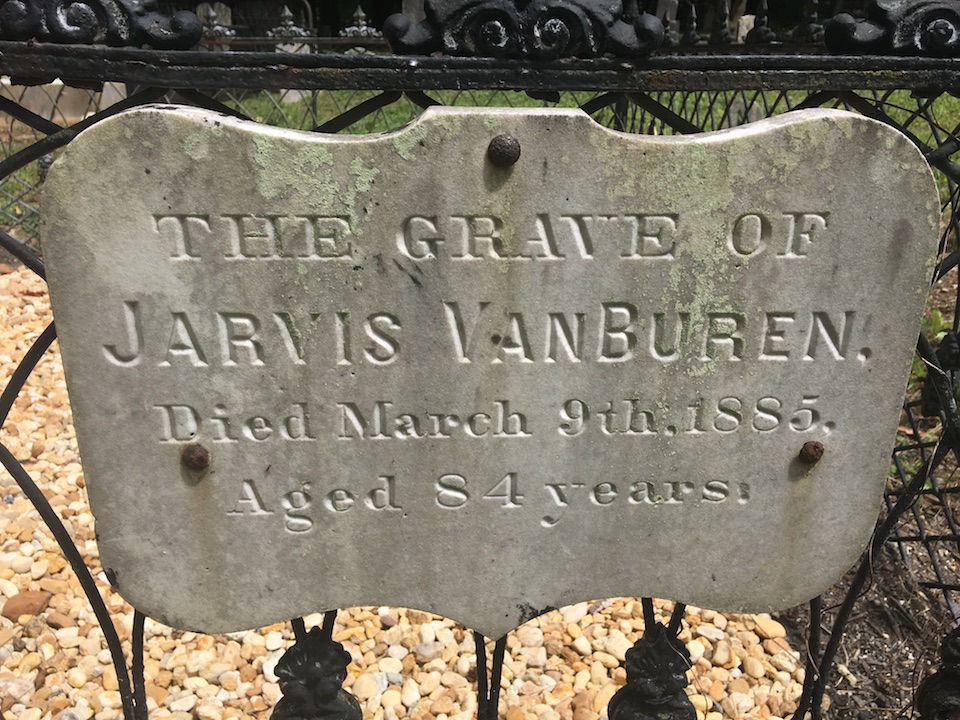 THE GRAVE OF
JARVIS VANBUREN.
Died March 9th, 1885,
Aged 84 years: